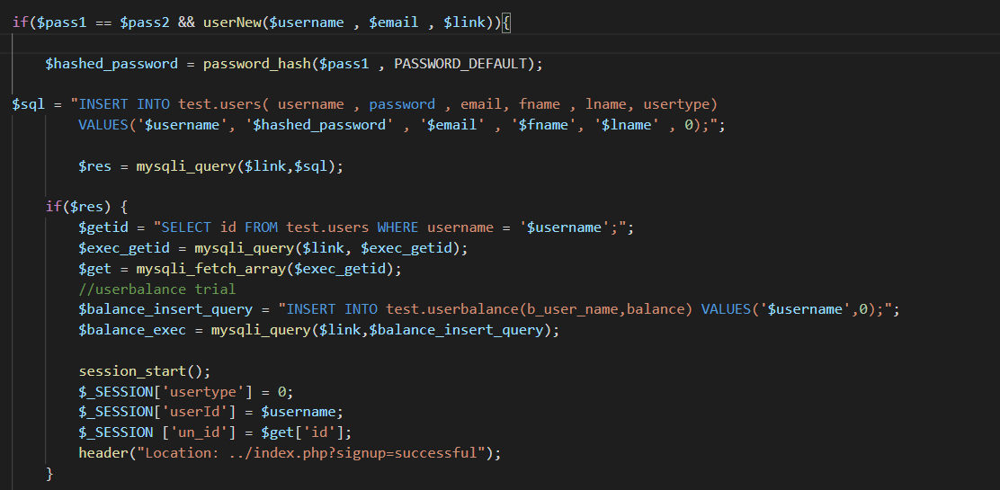 if($pass1 == $pass2 && userNew($username , $email , $link)){
$hashed_password = password_hash($pass1 , PASSWORD_DEFAULT);
$sql = "INSERT INTO test.users( username , password , email, fname , lname, usertype)
VALUES('$username', '$hashed_password' , '$email' , '$fname', '$lname' , 0);";
$res = mysqli_query($link,$sql);
if($res) {
$getid = "SELECT id FROM test.users WHERE username = '$username';";
$exec_getid = mysqli_query($link, $exec_getid);
$get = mysqli_fetch_array($exec_getid);
//userbalance trial
$balance_insert_query = "INSERT INTO test.userbalance(b_user_name,balance) VALUES('$username',0);";
$balance_exec = mysqli_query($link,$balance_insert_query);
session_start();
$_SESSION['usertype'] = 0;
$_SESSION['userId'] = $username;
$_SESSION ['un_id'] = $get['id'];
header("Location: ../index.php?signup=successful");
}